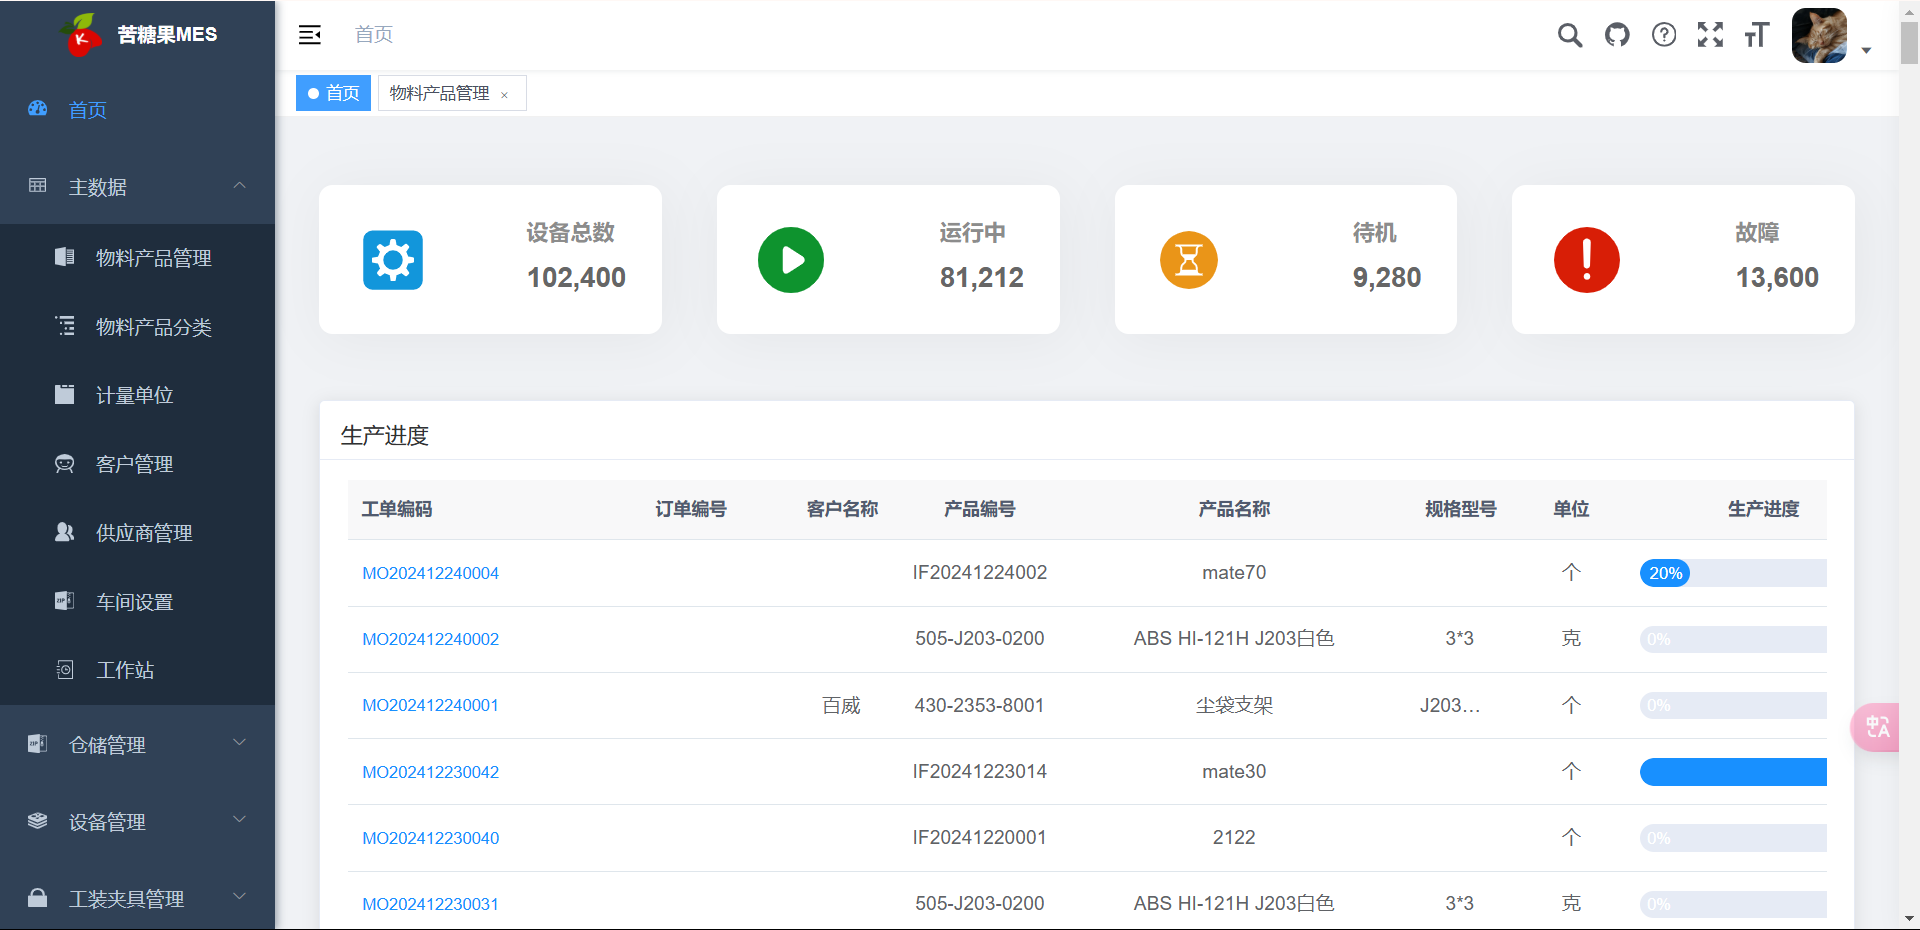 苦糖果MES
首页
首页
首页
物料产品管理 ×
主数据
物料产品管理
物料产品分类
计量单位
客户管理
供应商管理
车间设置
工作站
仓储管理
设备管理
工装夹具管理
设备总数
102,400
运行中
81,212
待机
9,280
故障
13,600
生产进度
工单编码 订单编号 客户名称 产品编号 产品名称 规格型号 单位 生产进度
MO202412240004 IF20241224002 mate70 个 20%
MO202412240002 505-J203-0200 ABS HI-121H J203白色 3*3 克 0%
MO202412240001 百威 430-2353-8001 尘袋支架 J203… 个 0%
MO202412230042 IF20241223014 mate30 个
MO202412230040 IF20241220001 2122 个 0%
MO202412230031 505-J203-0200 ABS HI-121H J203白色 3*3 克 0%